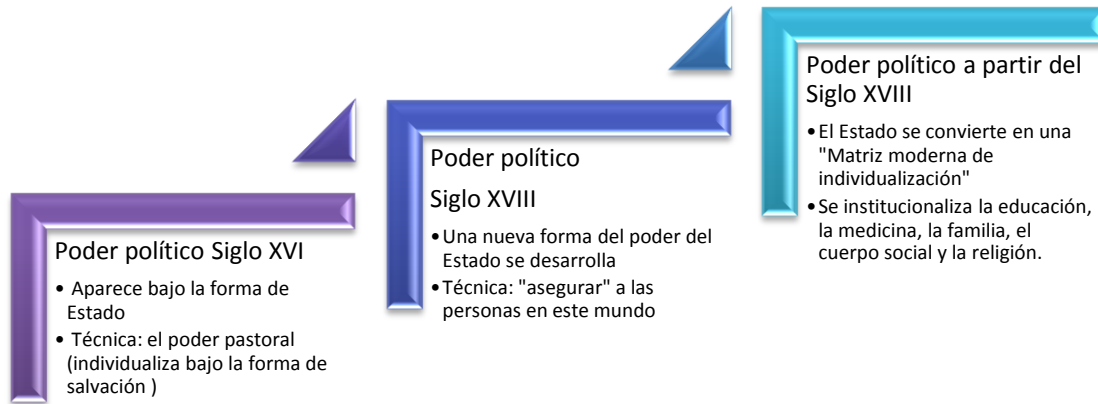 Poder político Siglo XVI
• Aparece bajo la forma de
Estado
• Técnica: el poder pastoral
(individualiza bajo la forma de
salvación )
Poder político
Siglo XVIII
• Una nueva forma del poder del
Estado se desarrolla
• Técnica: "asegurar" a las
personas en este mundo
Poder político a partir del
Siglo XVIII
• El Estado se convierte en una
"Matriz moderna de
individualización"
• Se institucionaliza la educación,
la medicina, la familia, el
cuerpo social y la religión.